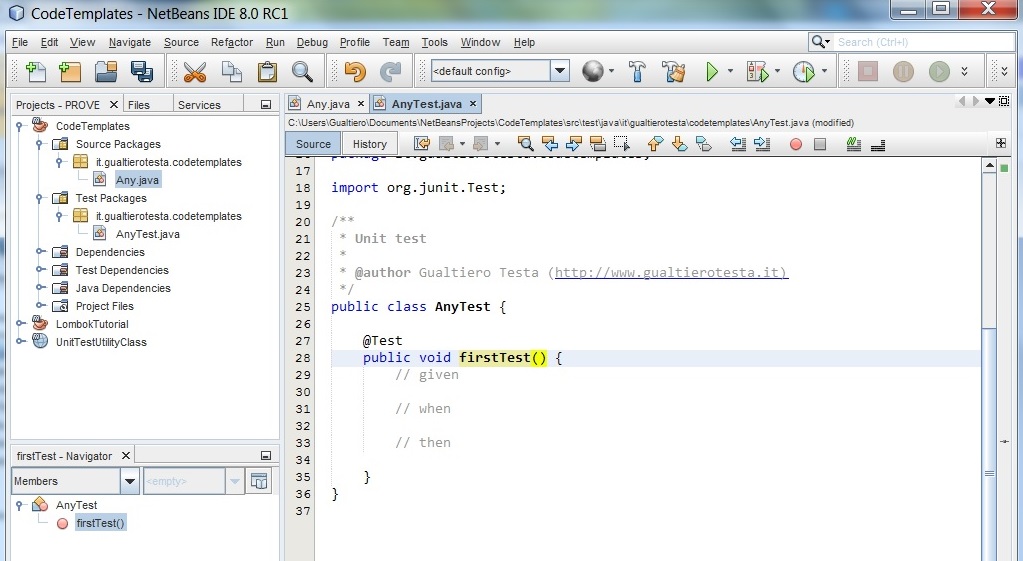 CodeTemplates - NetBeans IDE 8.0 RC1
File Edit View Navigate Source Refactor Run Debug Profile Team Tools Window Help
Search (Ctrl+I)
<default config>
Projects - PROVE Files Services
CodeTemplates
Source Packages
it.gualtierotesta.codetemplates
Any.java
Test Packages
it.gualtierotesta.codetemplates
AnyTest.java
Dependencies
Test Dependencies
Java Dependencies
Project Files
LombokTutorial
UnitTestUtilityClass
firstTest - Navigator
Members
<empty>
AnyTest
firstTest()
Any.java AnyTest.java
C:\Users\Gualtiero\Documents\NetBeansProjects\CodeTemplates\src\test\java\it\gualtierotesta\codetemplates\AnyTest.java (modified)
Source History
17
18 import org.junit.Test;
19
20 /**
21 * Unit test
22 *
23 * @author Gualtiero Testa (http://www.gualtierotesta.it)
24 */
25 public class AnyTest {
26
27 @Test
28 public void firstTest() {
29 // given
30
31 // when
32
33 // then
34
35 }
36 }
37